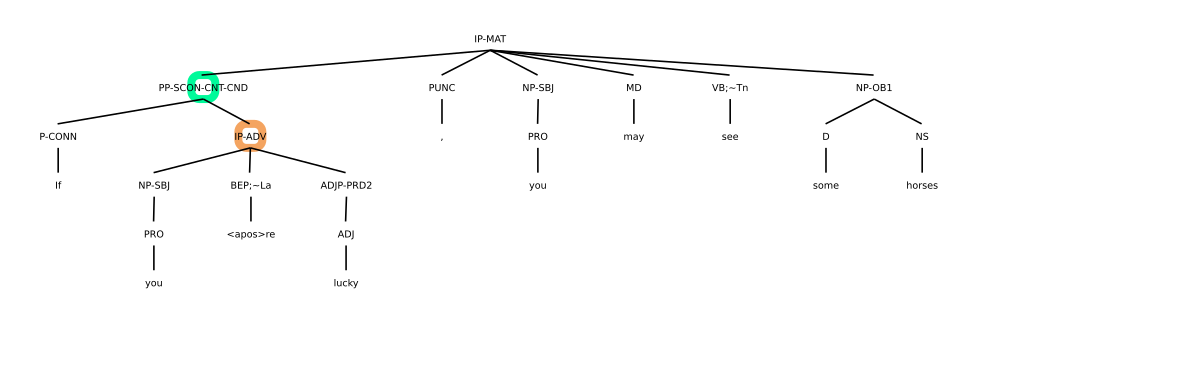 IP-MAT
PP-SCON-CNT-CND PUNC NP-SBJ MD VB;~Tn NP-OB1
P-CONN IP-ADV , PRO may see D NS
If NP-SBJ BEP;~La ADJP-PRD2 you some horses
PRO <apos>re ADJ
you lucky